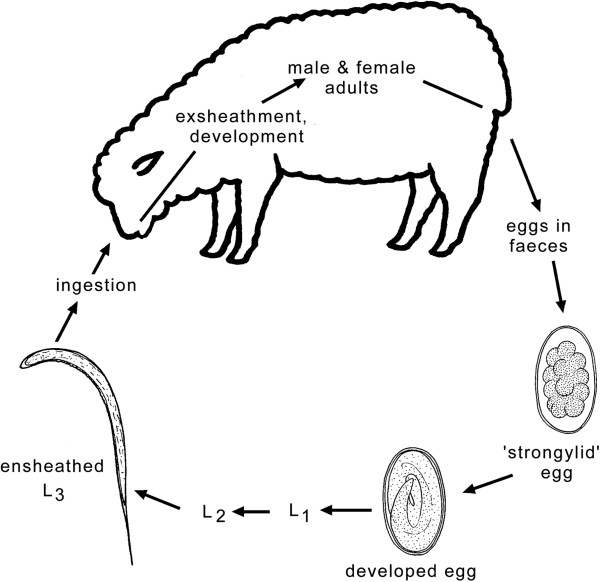 male & female
adults
exsheathment,
development
eggs in
faeces
ingestion
'strongylid'
egg
ensheathed
L3
L2
L1
developed egg